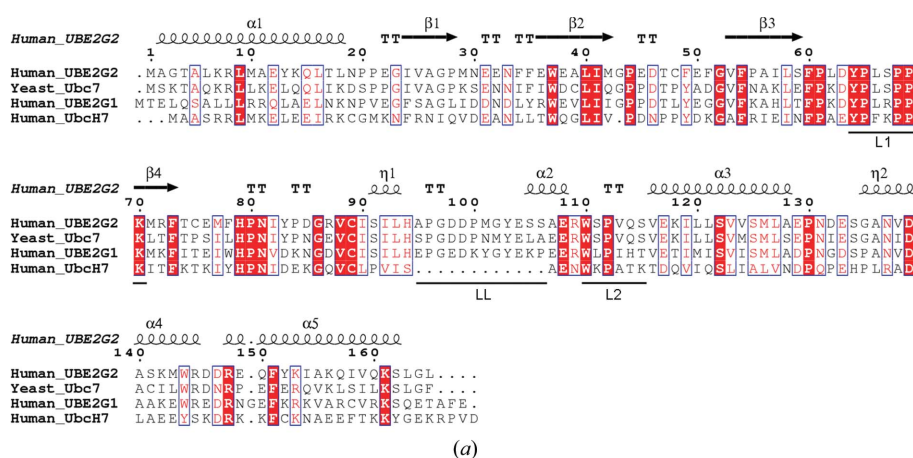 α1 β1 β2 β3
Human_UBE2G2 TT TT TT TT
1 10 20 30 40 50 60
Human_UBE2G2 .MAGTALKRLMAEYKQLTLNPPEGIVAGPMNEENFFEWEALIMGPEDTCFEFGVFPAILSFPLDYPLSPP
Yeast_Ubc7 .MSKTAQKRLLKELQQLIKDSPPGIVAGPKSENNIFIWDCLIQGPPDTPYADGVFNAKLEFPKDYPLSPP
Human_UBE2G1 MTELQSALLLRRQLAELNKNPVEGFSAGLIDDNDLYRWEVLIIGPPDTLYEGGVFKAHLTFPKDYPLRPP
Human_UbcH7 ...MAASRRLMKELEEIRKCGMKNFRNIQVDEANLLTWQGLIV.PDNPPYDKGAFRIEINFPAEYPFKPP
L1
β4 η1 α2 α3 η2
Human_UBE2G2 TT TT TT TT
70 80 90 100 110 120 130
Human_UBE2G2 KMRFTCEMFHPNIYPDGRVCISILHAPGDDPMGYESSAERWSPVQSVEKILLSVVSMLAEPNDESGANVD
Yeast_Ubc7 KLTFTPSILHPNIYPNGEVCISILHSPGDDPNMYELAEERWSPVQSVEKILLSVMSMLSEPNIESGANID
Human_UBE2G1 KMKFITEIWHPNVDKNGDVCISILHEPGEDKYGYEKPEERWLPIHTVETIMISVISMLADPNGDSPANVD
Human_UbcH7 KITFKTKIYHPNIDEKGQVCLPVIS............AENWKPATKTDQVIQSLIALVNDPQPEHPLRAD
LL L2
α4 α5
Human_UBE2G2
140 150 160
Human_UBE2G2 ASKMWRDDRE.QFYKIAKQIVQKSLGL....
Yeast_Ubc7 ACILWRDNRP.EFERQVKLSILKSLGF....
Human_UBE2G1 AAKEWREDRNGEFKRKVARCVRKSQETAFE.
Human_UbcH7 LAEEYSKDRK.KFCKNAEEFTKKYGEKRPVD
(a)